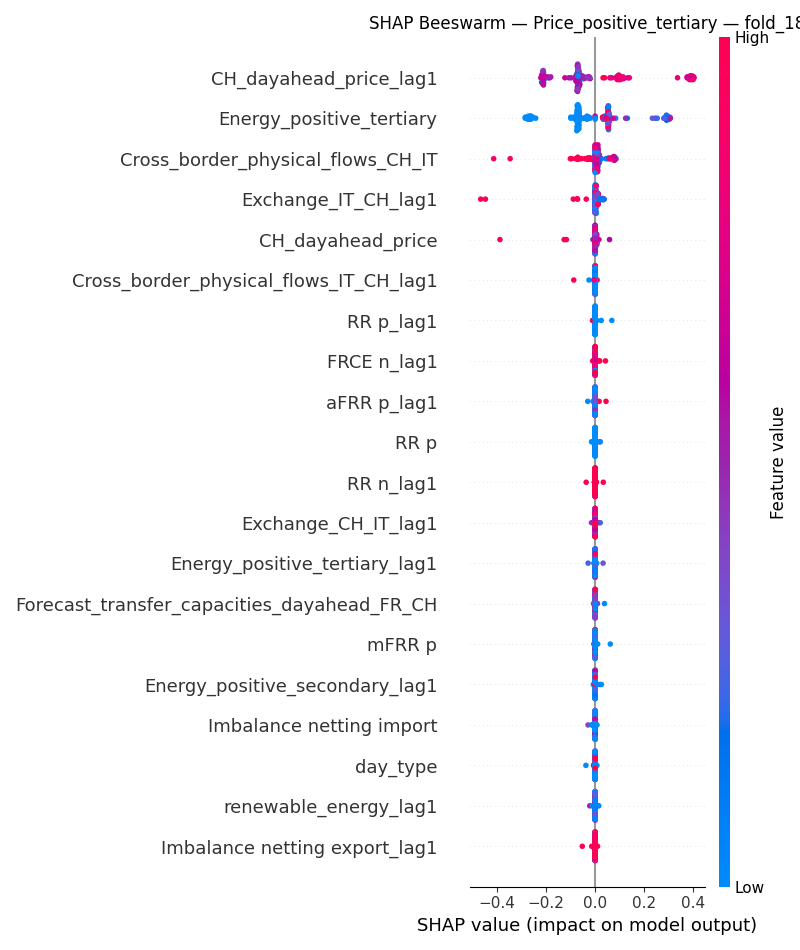 SHAP Beeswarm — Price_positive_tertiary — fold_18
High
CH_dayahead_price_lag1
Energy_positive_tertiary
Cross_border_physical_flows_CH_IT
Exchange_IT_CH_lag1
CH_dayahead_price
Cross_border_physical_flows_IT_CH_lag1
RR p_lag1
FRCE n_lag1
aFRR p_lag1
RR p
RR n_lag1
Exchange_CH_IT_lag1
Energy_positive_tertiary_lag1
Forecast_transfer_capacities_dayahead_FR_CH
mFRR p
Energy_positive_secondary_lag1
Imbalance netting import
day_type
renewable_energy_lag1
Imbalance netting export_lag1
Feature value
Low
−0.4 −0.2 0.0 0.2 0.4
SHAP value (impact on model output)